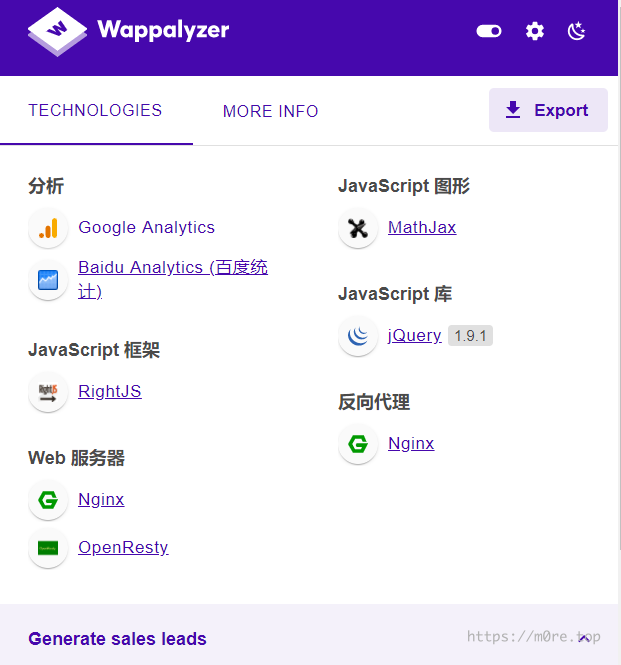 Wappalyzer
TECHNOLOGIES
MORE INFO
Export
分析
Google Analytics
Baidu Analytics (百度统
计)
JavaScript 框架
RightJS
Web 服务器
Nginx
OpenResty
JavaScript 图形
MathJax
JavaScript 库
jQuery 1.9.1
反向代理
Nginx
Generate sales leads
https://m0re.top